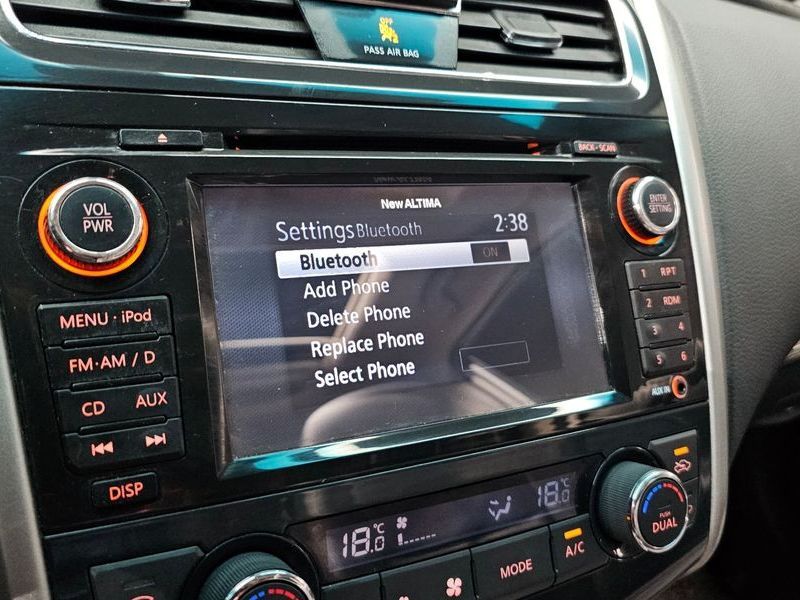 OFF
PASS AIR BAG
BACK·SCAN
New ALTIMA
VOL
PWR
ENTER
SETTING
Settings Bluetooth 2:38
Bluetooth ON
Add Phone
Delete Phone
Replace Phone
Select Phone
MENU · iPod
FM·AM / D
CD AUX
DISP
1 RPT
2 RDM
3 4
5 6
AUX IN
18.0 °C
18.0 °C
PUSH
DUAL
A/C
MODE